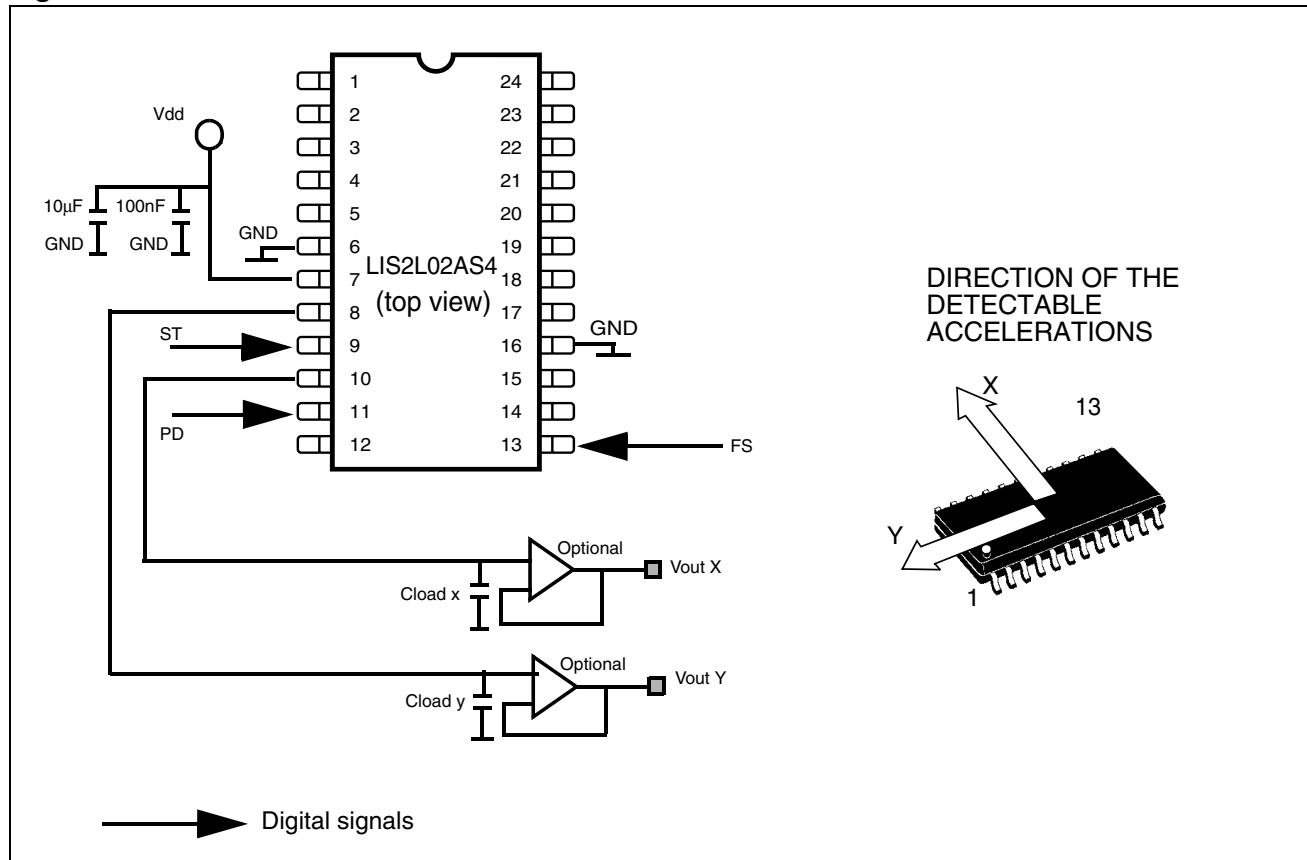 1
2
3
4
5
6
7
8
9
10
11
12
24
23
22
21
20
19
18
17
16
15
14
13
LIS2L02AS4
(top view)
Vdd
10µF
100nF
GND
GND
GND
ST
PD
GND
FS
Optional
Vout X
Cload x
Optional
Vout Y
Cload y
Digital signals
DIRECTION OF THE
DETECTABLE
ACCELERATIONS
X
13
Y
1